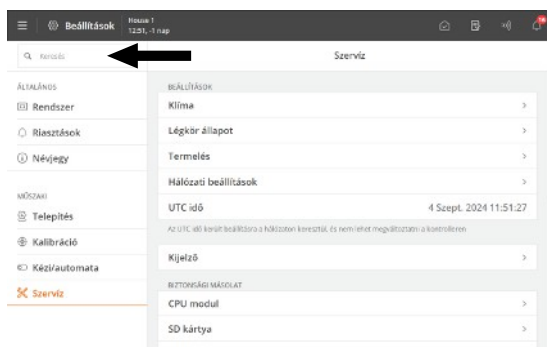 Beállítások
House 1
12:51, -1 nap
18
Keresés
Szerviz
ÁLTALÁNOS
Rendszer
Riasztások
Névjegy
MŰSZAKI
Telepítés
Kalibráció
Kézi/automata
Szerviz
BEÁLLÍTÁSOK
Klíma
Légkör állapot
Termelés
Hálózati beállítások
UTC idő 4 Szept. 2024 11:51:27
Az UTC idő került beállításra a hálózaton keresztül, és nem lehet megváltoztatni a kontrolleren
Kijelző
BIZTONSÁGI MÁSOLAT
CPU modul
SD kártya